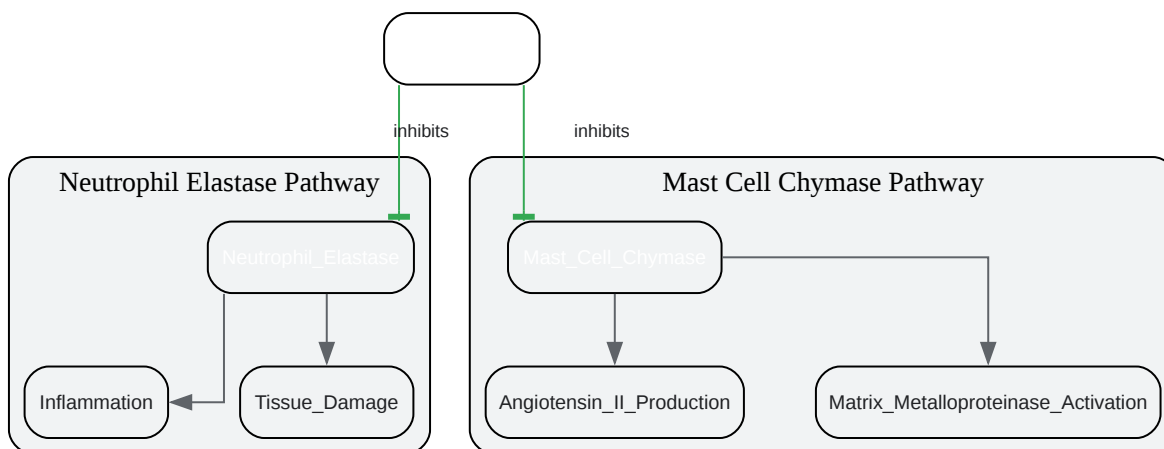 inhibits
inhibits
Neutrophil Elastase Pathway
Mast Cell Chymase Pathway
Neutrophil_Elastase
Mast_Cell_Chymase
Inflammation
Tissue_Damage
Angiotensin_II_Production
Matrix_Metalloproteinase_Activation